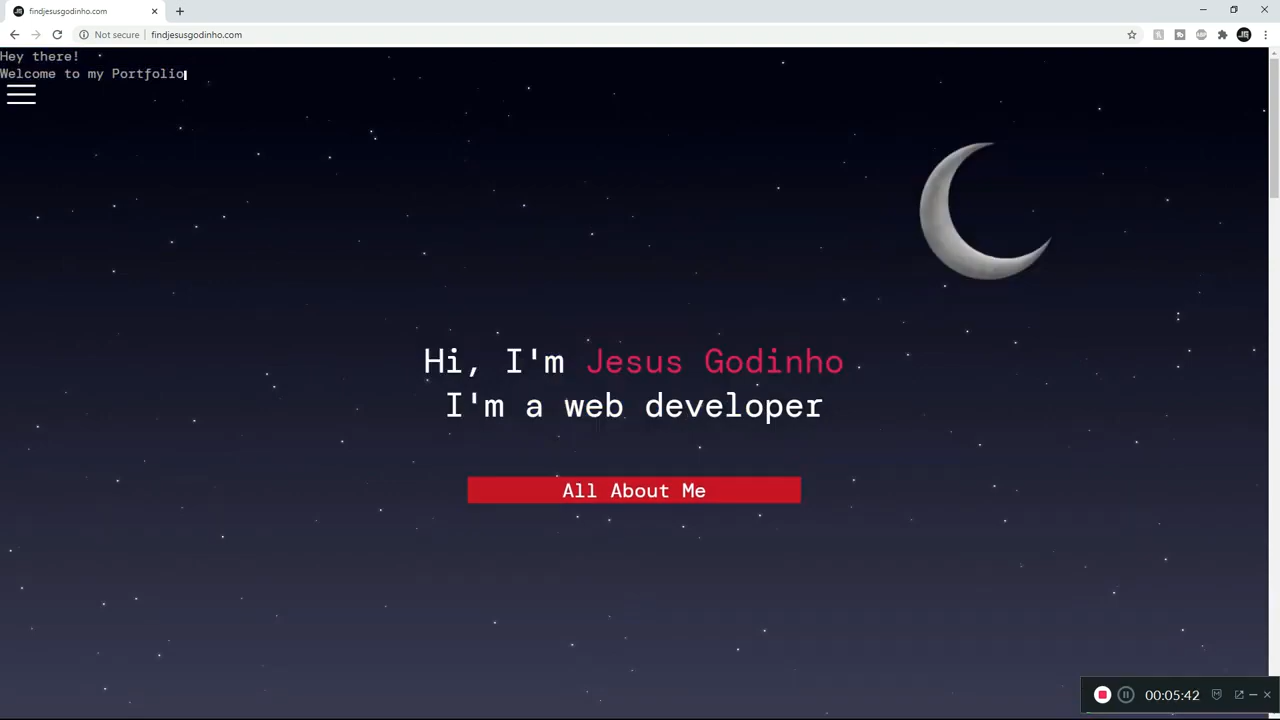 findjesusgodinho.com
Not secure
findjesusgodinho.com
Hey there!
Welcome to my Portfolio
Hi, I'm Jesus Godinho
I'm a web developer
All About Me
00:05:42